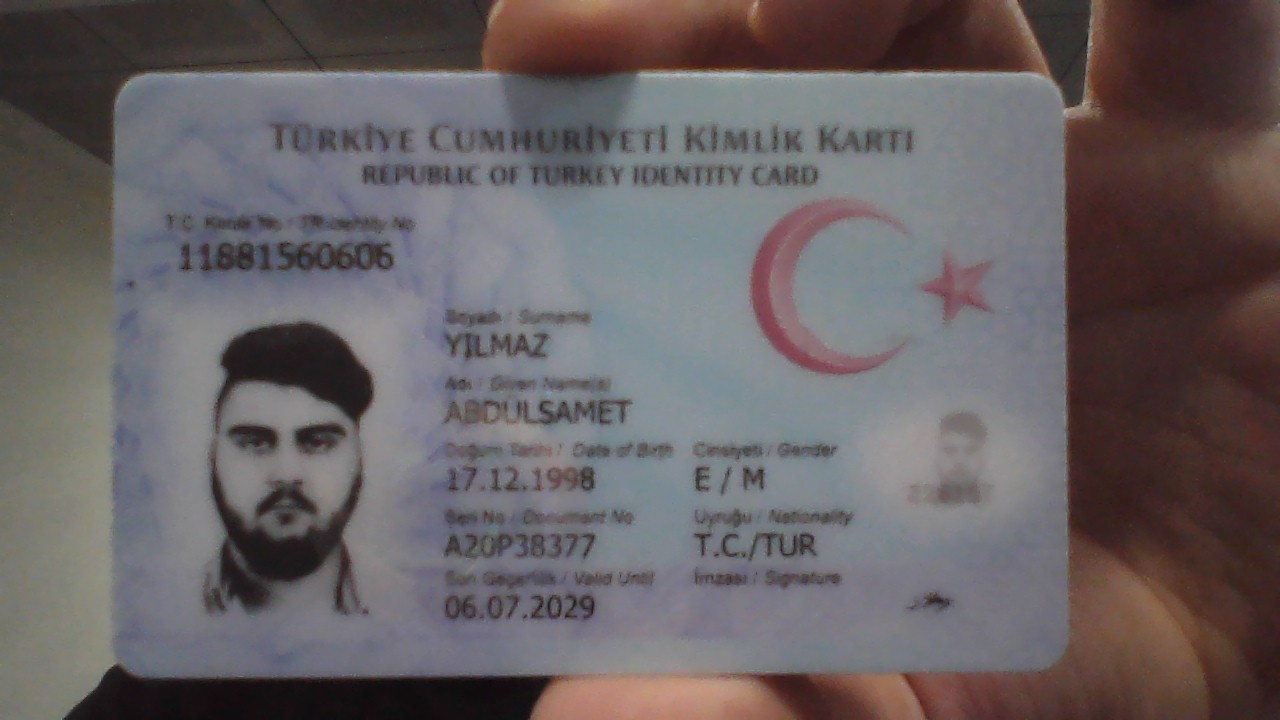 TÜRKİYE CUMHURİYETİ KİMLİK KARTI
REPUBLIC OF TURKEY IDENTITY CARD
T.C. Kimlik No / TR Identity No
11881560606
Soyadı / Surname
YILMAZ
Adı / Given Name(s)
ABDÜLSAMET
Doğum Tarihi / Date of Birth Cinsiyeti / Gender
17.12.1998 E / M
Seri No / Document No Uyruğu / Nationality
A20P38377 T.C./TUR
Son Geçerlilik / Valid Until İmzası / Signature
06.07.2029